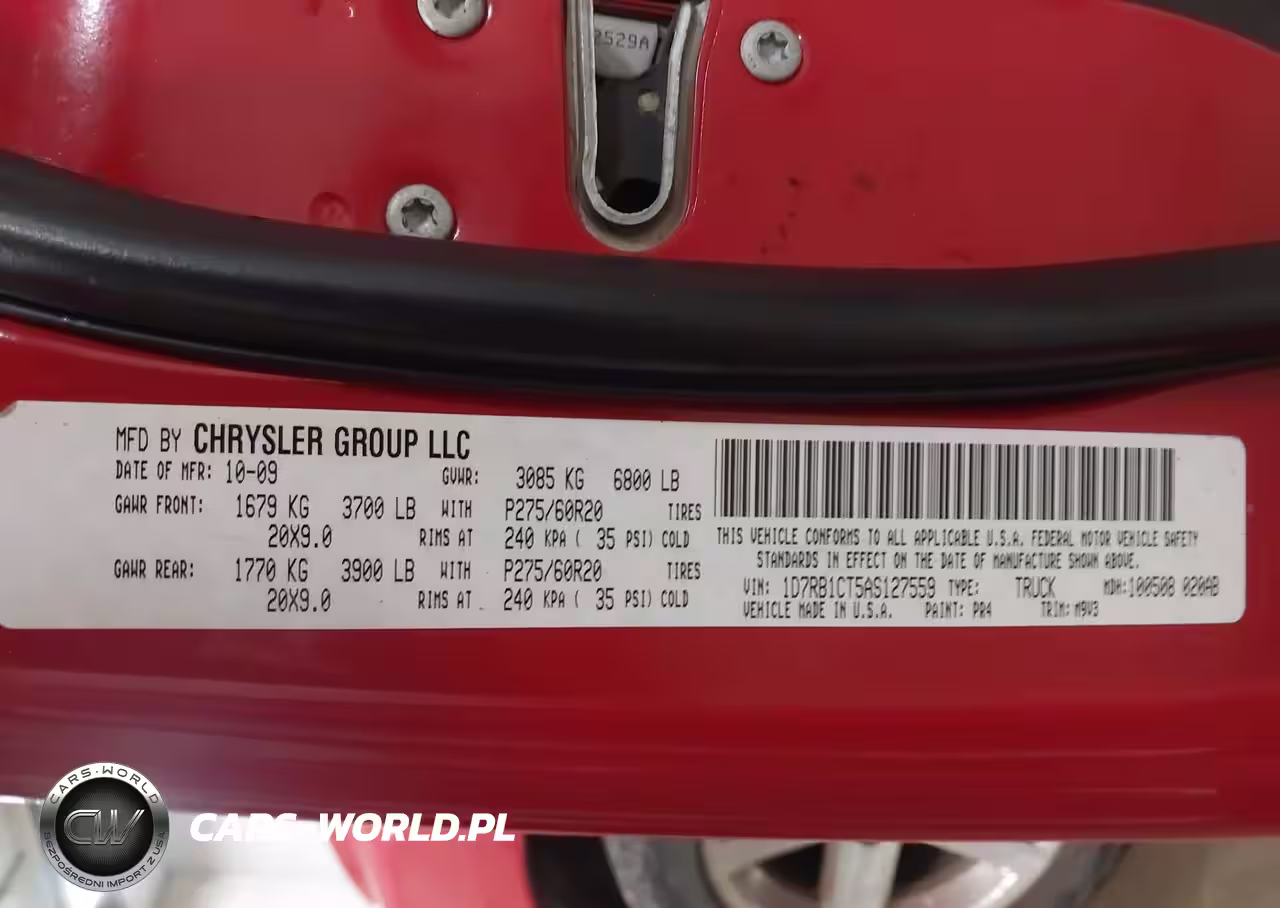 2529A
MFD BY CHRYSLER GROUP LLC
DATE OF MFR: 10-09 GVWR: 3085 KG 6800 LB
GAWR FRONT: 1679 KG 3700 LB WITH P275/60R20 TIRES
20X9.0 RIMS AT 240 KPA ( 35 PSI) COLD
GAWR REAR: 1770 KG 3900 LB WITH P275/60R20 TIRES
20X9.0 RIMS AT 240 KPA ( 35 PSI) COLD
THIS VEHICLE CONFORMS TO ALL APPLICABLE U.S.A. FEDERAL MOTOR VEHICLE SAFETY
STANDARDS IN EFFECT ON THE DATE OF MANUFACTURE SHOWN ABOVE.
VIN: 1D7RB1CT5AS127559 TYPE: TRUCK MDH:100508 020AB
VEHICLE MADE IN U.S.A. PAINT: PR4 TRIM: M9V3
CARS-WORLD
CW
BEZPOŚREDNI IMPORT Z USA
CARS-WORLD.PL